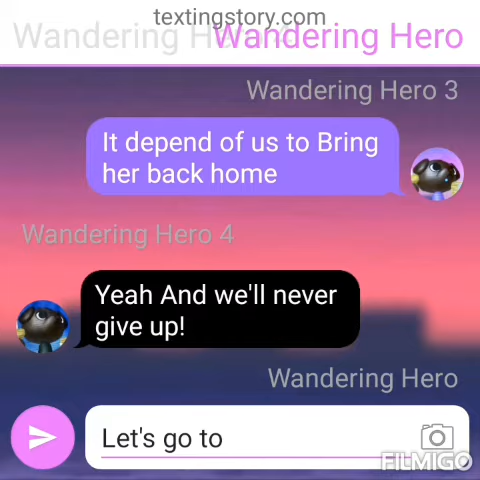 textingstory.com
Wandering Hero
Wandering Hero 3
It depend of us to Bring
her back home
Wandering Hero 4
Yeah And we'll never
give up!
Wandering Hero
Let's go to
FILMIGO